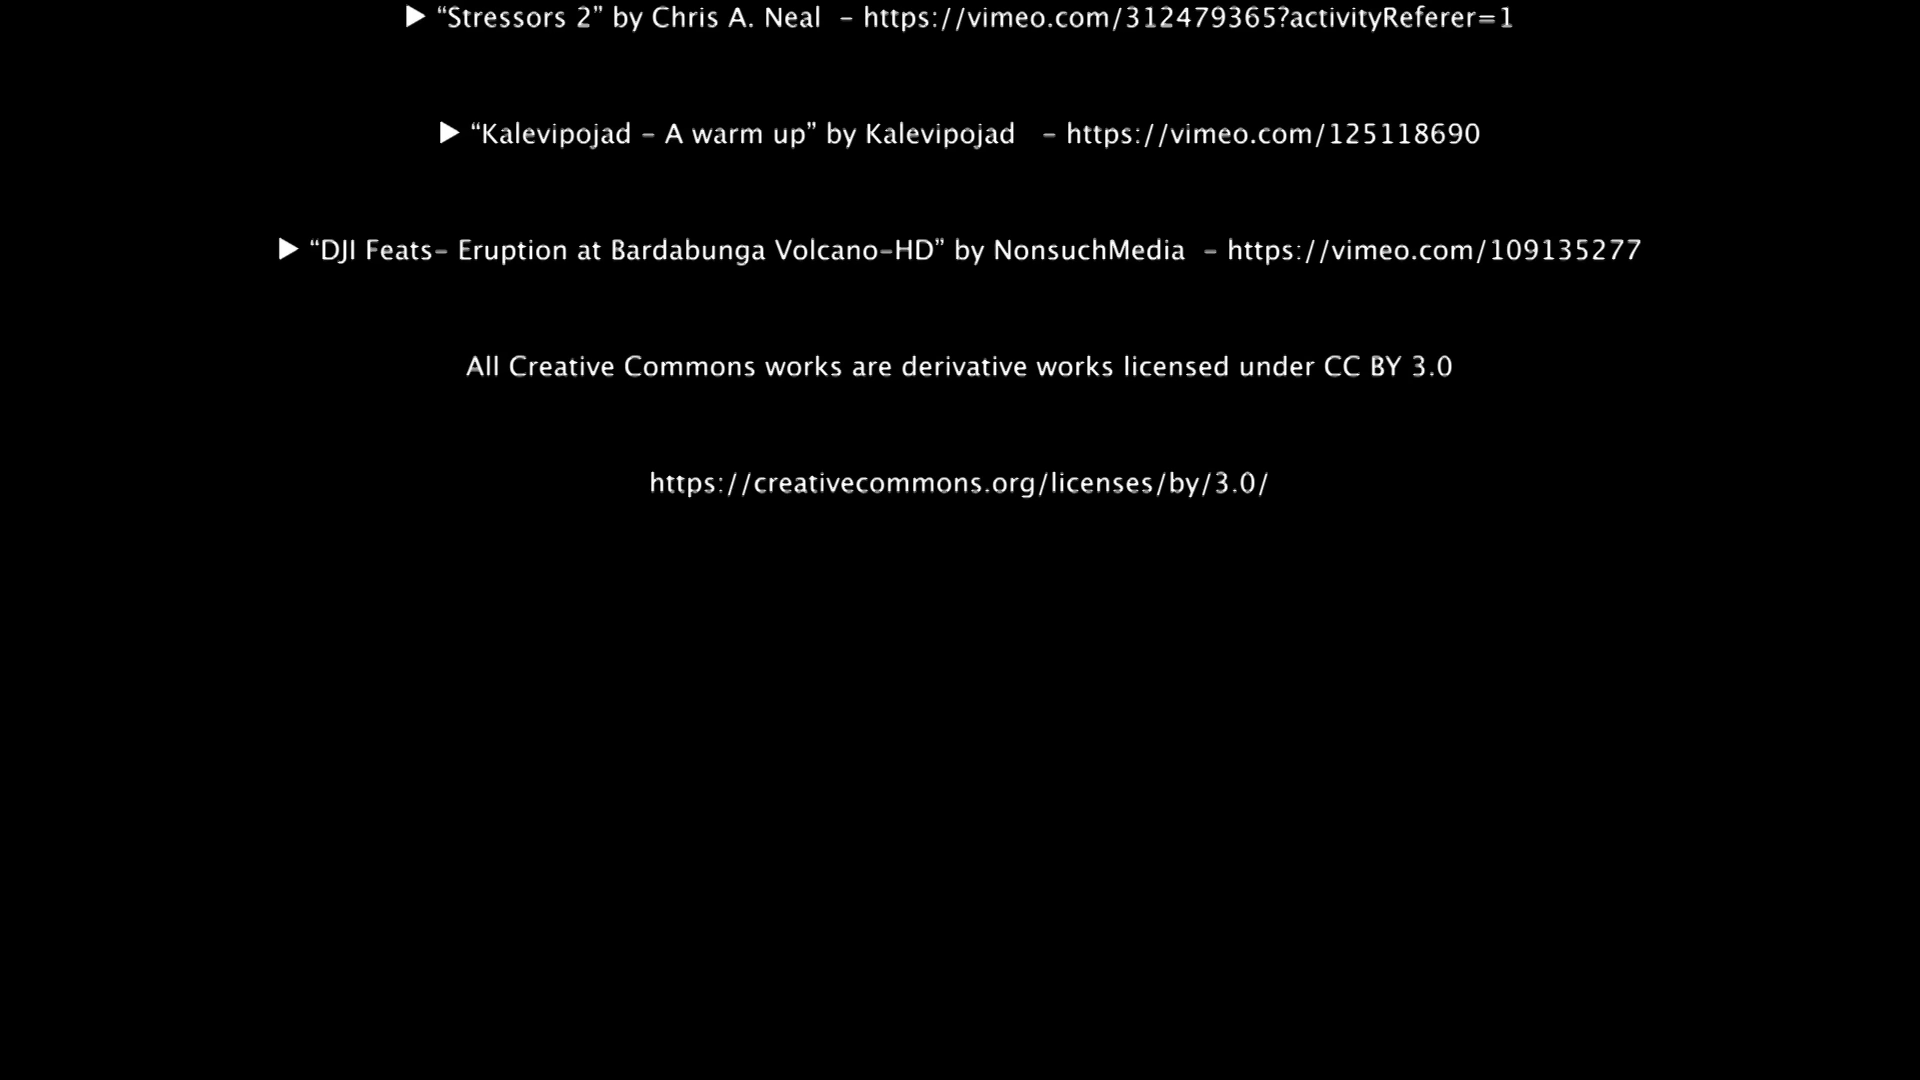 ▶ “Stressors 2” by Chris A. Neal – https://vimeo.com/312479365?activityReferer=1
▶ “Kalevipojad – A warm up” by Kalevipojad – https://vimeo.com/125118690
▶ “DJI Feats– Eruption at Bardabunga Volcano–HD” by NonsuchMedia – https://vimeo.com/109135277
All Creative Commons works are derivative works licensed under CC BY 3.0
https://creativecommons.org/licenses/by/3.0/